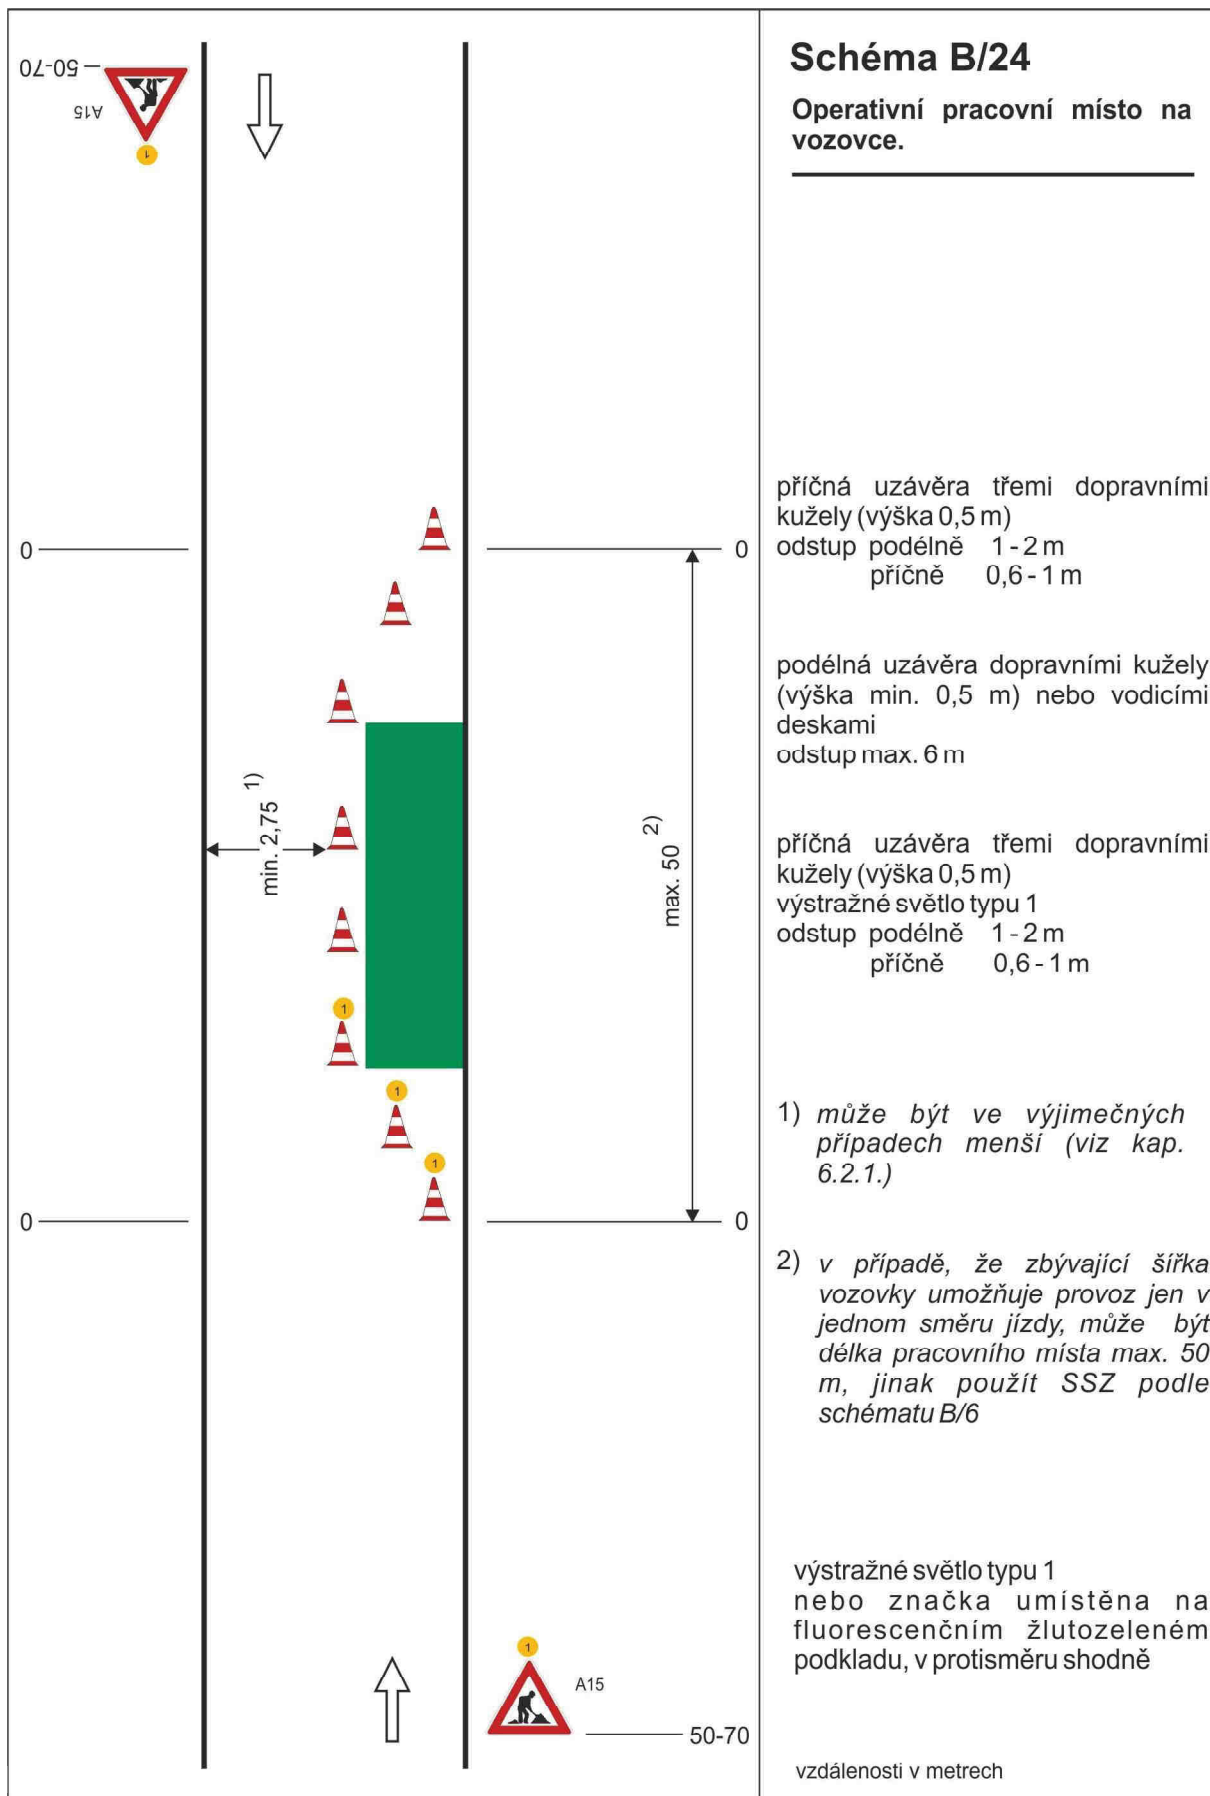 50-70
A15
1
Schéma B/24
Operativní pracovní místo na
vozovce.
0
0
příčná uzávěra třemi dopravními
kužely (výška 0,5 m)
odstup podélně 1 - 2 m
příčně 0,6 - 1 m
podélná uzávěra dopravními kužely
(výška min. 0,5 m) nebo vodicími
deskami
odstup max. 6 m
min. 2,75 1)
max. 50 2)
příčná uzávěra třemi dopravními
kužely (výška 0,5 m)
výstražné světlo typu 1
odstup podélně 1 - 2 m
příčně 0,6 - 1 m
1
1
1
0
0
1) může být ve výjimečných
případech menší (viz kap.
6.2.1.)
2) v případě, že zbývající šířka
vozovky umožňuje provoz jen v
jednom směru jízdy, může být
délka pracovního místa max. 50
m, jinak použít SSZ podle
schématu B/6
výstražné světlo typu 1
nebo značka umístěna na
fluorescenčním žlutozeleném
podkladu, v protisměru shodně
1
A15
50-70
vzdálenosti v metrech